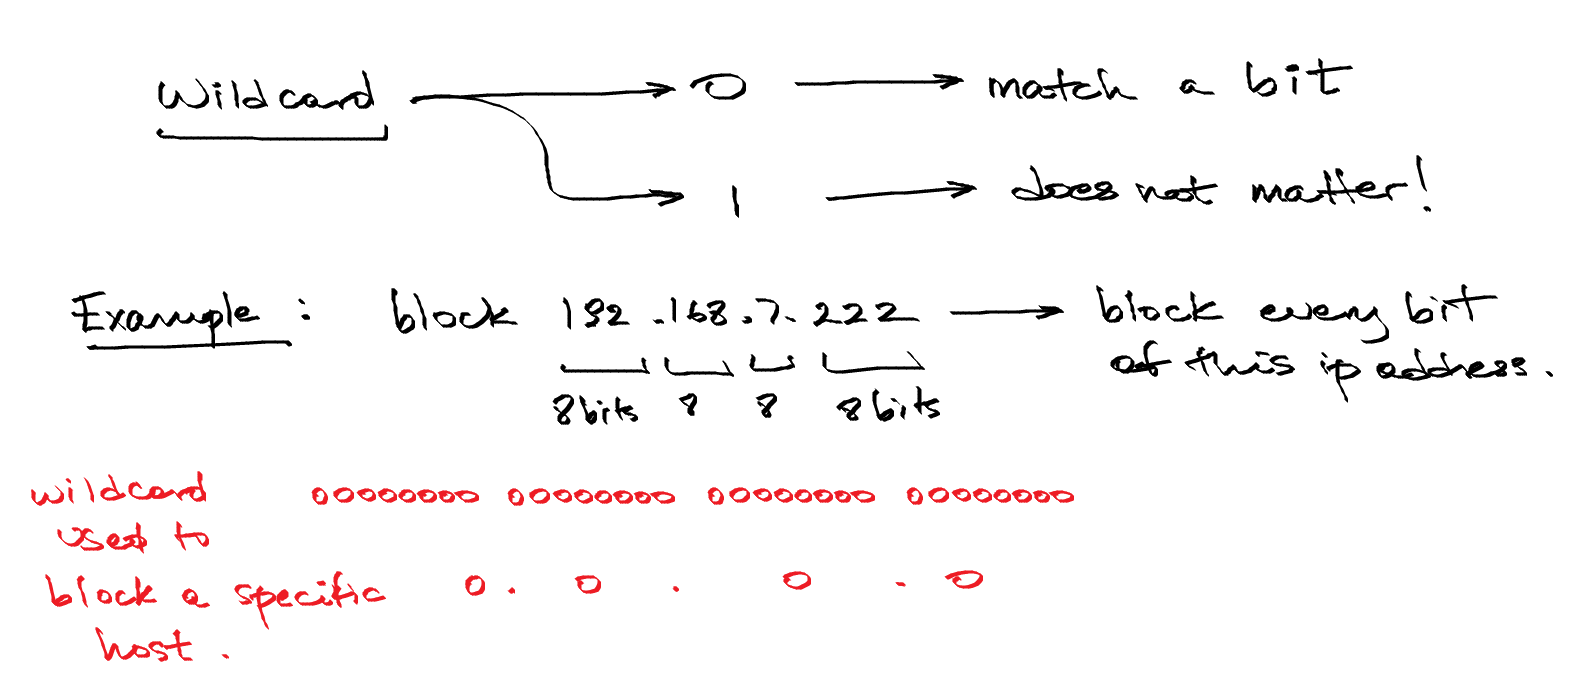 Wildcard → 0 → match a bit
1 → does not matter!
Example : block 192.168.7.222 → block every bit
of this ip address.
8bits 8 8 8bits
wildcard 00000000 00000000 00000000 00000000
used to
block a specific 0. 0 . 0 . 0
host.